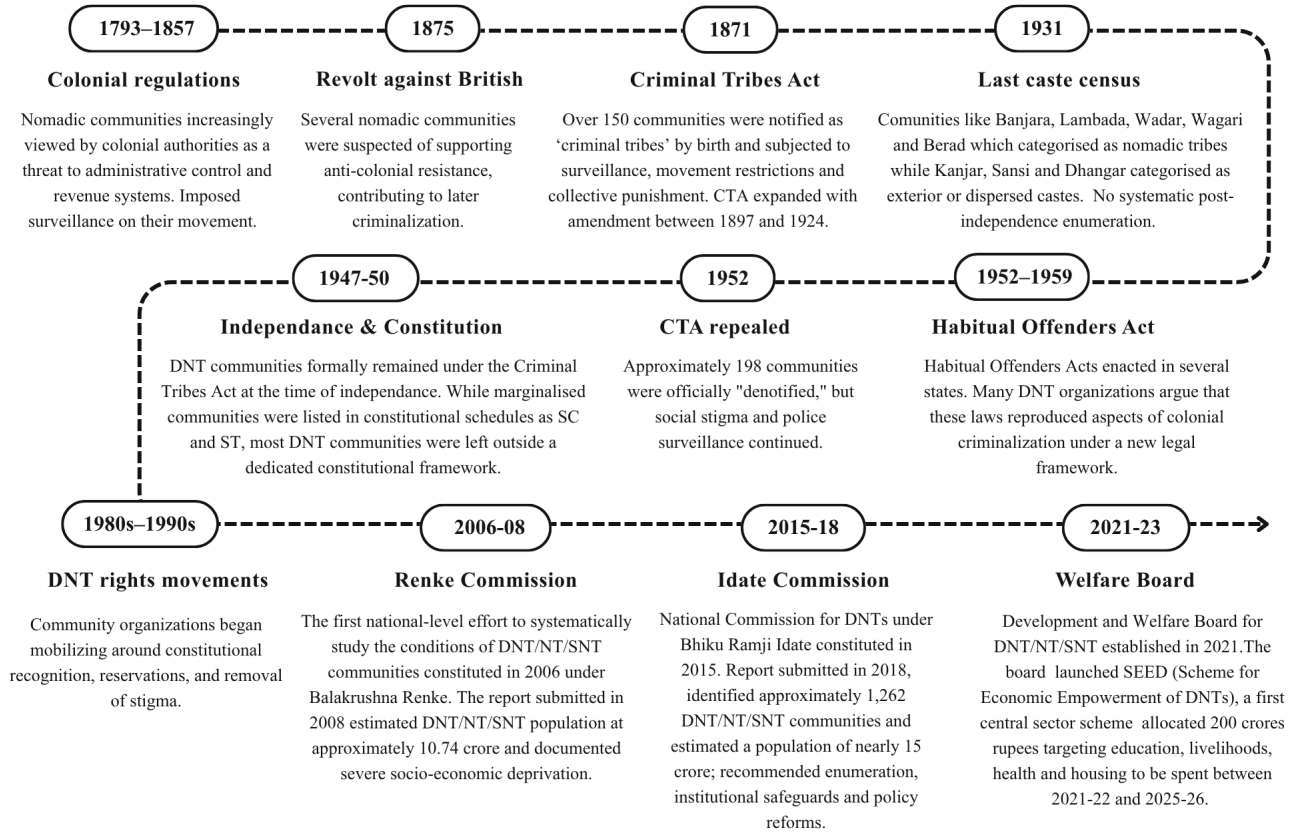 1793–1857
Colonial regulations
Nomadic communities increasingly
viewed by colonial authorities as a
threat to administrative control and
revenue systems. Imposed
surveillance on their movement.
1875
Revolt against British
Several nomadic communities
were suspected of supporting
anti-colonial resistance,
contributing to later
criminalization.
1871
Criminal Tribes Act
Over 150 communities were notified as
‘criminal tribes’ by birth and subjected to
surveillance, movement restrictions and
collective punishment. CTA expanded with
amendment between 1897 and 1924.
1931
Last caste census
Comunities like Banjara, Lambada, Wadar, Wagari
and Berad which categorised as nomadic tribes
while Kanjar, Sansi and Dhangar categorised as
exterior or dispersed castes. No systematic post-
independence enumeration.
1947-50
Independance & Constitution
DNT communities formally remained under the Criminal
Tribes Act at the time of independence. While marginalised
communities were listed in constitutional schedules as SC
and ST, most DNT communities were left outside a
dedicated constitutional framework.
1952
CTA repealed
Approximately 198 communities
were officially "denotified," but
social stigma and police
surveillance continued.
1952–1959
Habitual Offenders Act
Habitual Offenders Acts enacted in several
states. Many DNT organizations argue that
these laws reproduced aspects of colonial
criminalization under a new legal
framework.
1980s–1990s
DNT rights movements
Community organizations began
mobilizing around constitutional
recognition, reservations, and removal
of stigma.
2006-08
Renke Commission
The first national-level effort to systematically
study the conditions of DNT/NT/SNT
communities constituted in 2006 under
Balakrushna Renke. The report submitted in
2008 estimated DNT/NT/SNT population at
approximately 10.74 crore and documented
severe socio-economic deprivation.
2015-18
Idate Commission
National Commission for DNTs under
Bhiku Ramji Idate constituted in
2015. Report submitted in 2018,
identified approximately 1,262
DNT/NT/SNT communities and
estimated a population of nearly 15
crore; recommended enumeration,
institutional safeguards and policy
reforms.
2021-23
Welfare Board
Development and Welfare Board for
DNT/NT/SNT established in 2021.The
board launched SEED (Scheme for
Economic Empowerment of DNTs), a first
central sector scheme allocated 200 crores
rupees targeting education, livelihoods,
health and housing to be spent between
2021-22 and 2025-26.